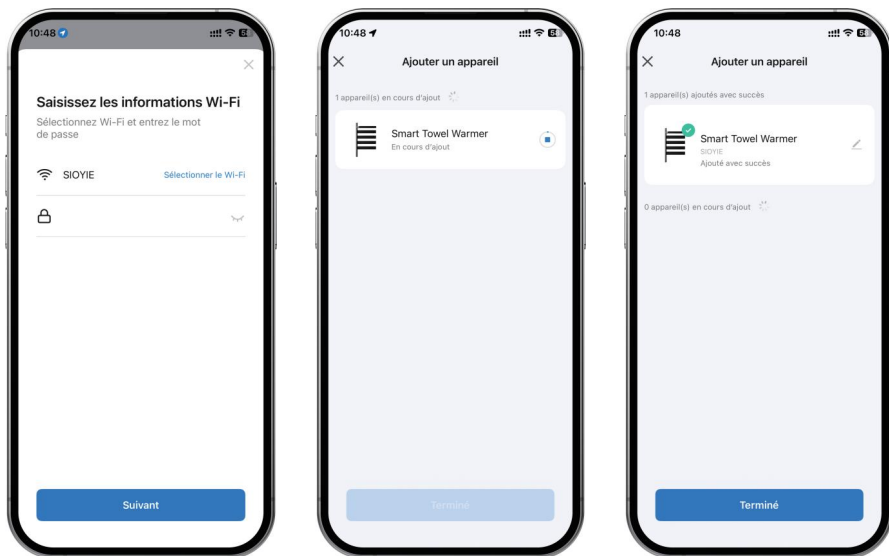 10:48
Saisissez les informations Wi-Fi
Sélectionnez Wi-Fi et entrez le mot
de passe
SIOYIE
Sélectionner le Wi-Fi
Suivant
10:48
Ajouter un appareil
1 appareil(s) en cours d'ajout
Smart Towel Warmer
En cours d'ajout
Terminé
10:48
Ajouter un appareil
1 appareil(s) ajoutés avec succès
Smart Towel Warmer
SIOYIE
Ajouté avec succès
0 appareil(s) en cours d'ajout
Terminé